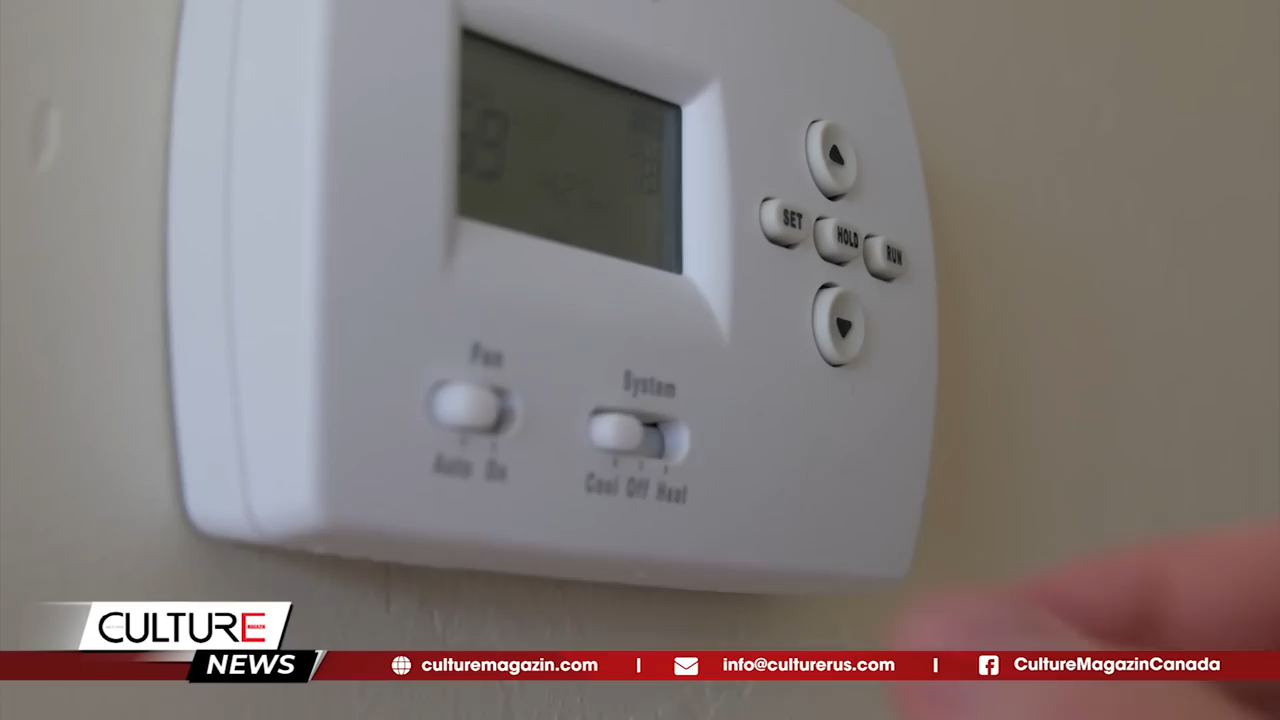 SET
HOLD
RUN
Fan
System
Auto On
Cool Off Heat
CULTURE
NEWS
culturemagazin.com | info@culturerus.com | CultureMagazinCanada